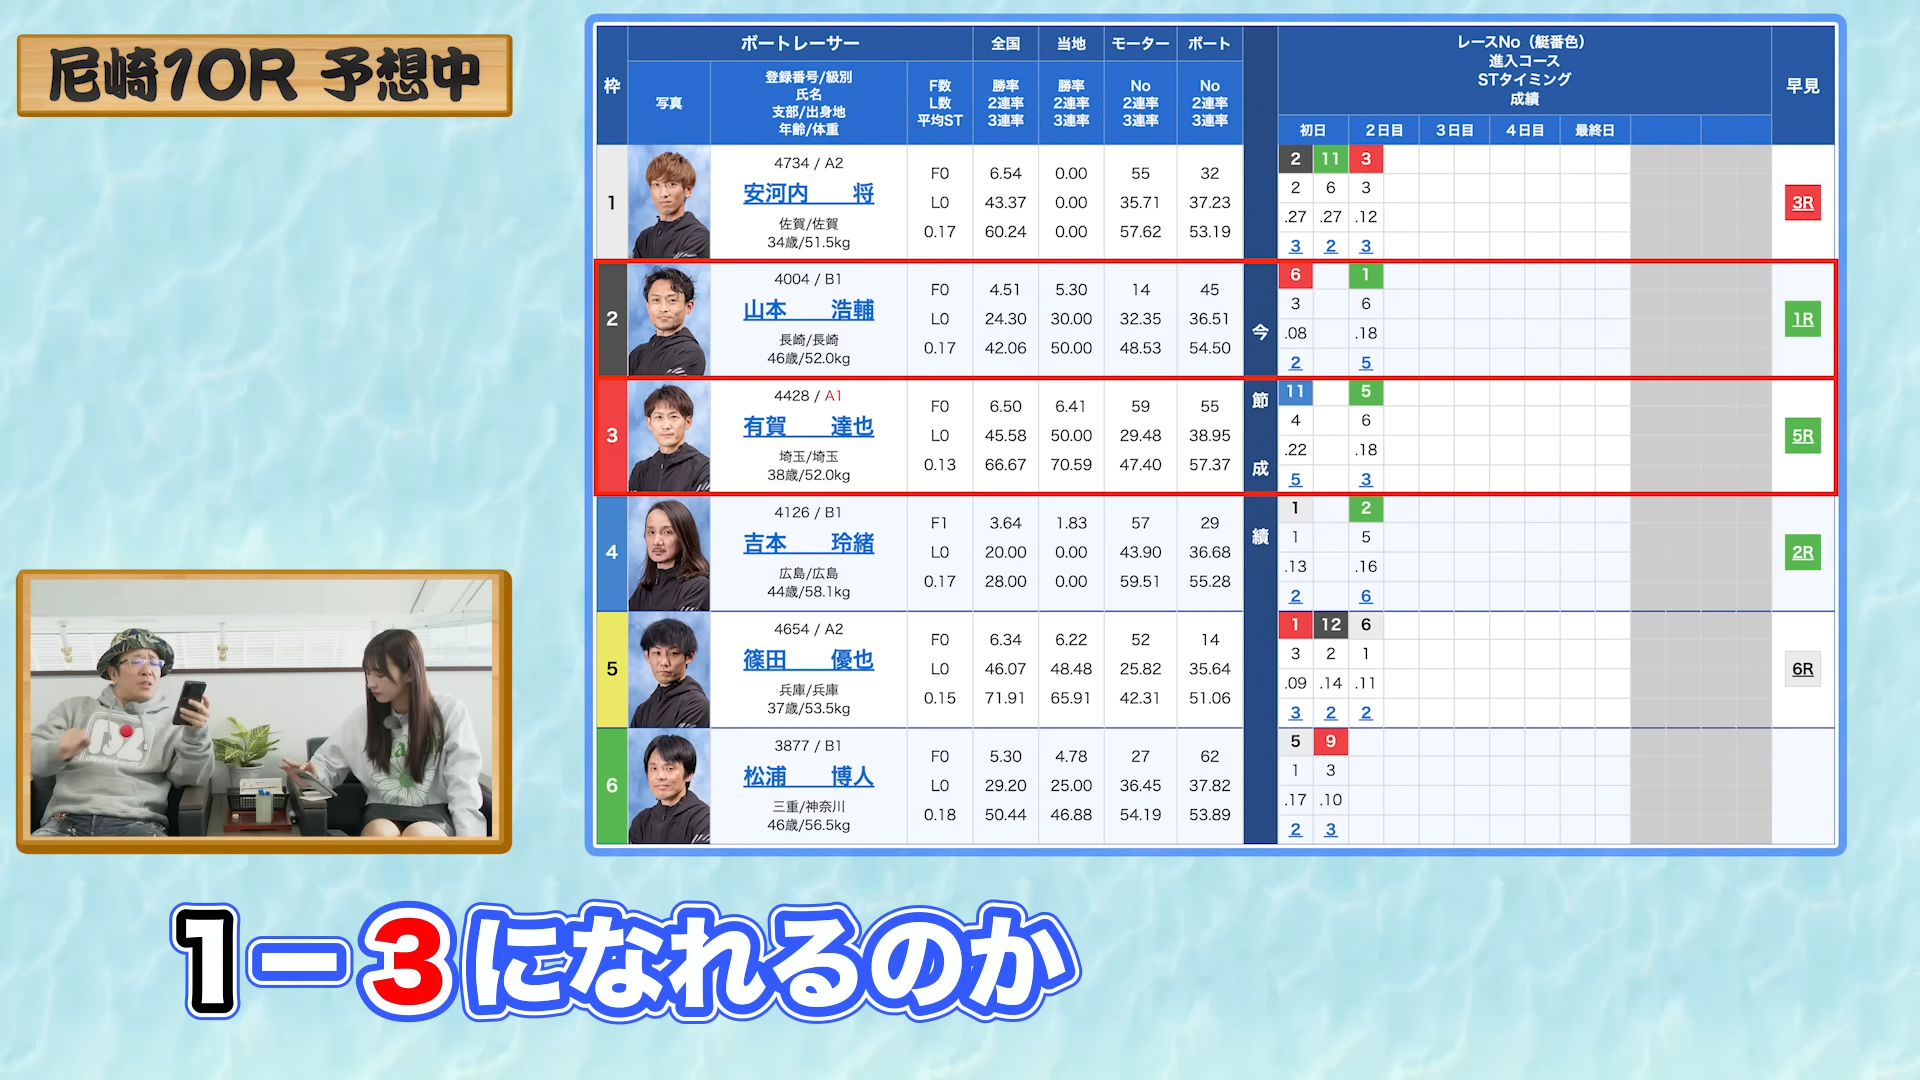 尼崎10R 予想中
枠 ボートレーサー 全国 当地 モーター ボート レースNo（艇番色） 進入コース STタイミング 成績 早見
写真 登録番号/級別 氏名 支部/出身地 年齢/体重 F数 L数 平均ST 勝率 2連率 3連率 勝率 2連率 3連率 No 2連率 3連率 No 2連率 3連率
初日 2日目 3日目 4日目 最終日
今節成績
1
4734 / A2 F0 6.54 0.00 55 32 2 11 3
安河内 将 L0 43.37 0.00 35.71 37.23 2 6 3 3R
佐賀/佐賀 0.17 60.24 0.00 57.62 53.19 .27 .27 .12
34歳/51.5kg 3 2 3
2
4004 / B1 F0 4.51 5.30 14 45 6 1
山本 浩輔 L0 24.30 30.00 32.35 36.51 3 6 1R
長崎/長崎 0.17 42.06 50.00 48.53 54.50 .08 .18
46歳/52.0kg 2 5
3
4428 / A1 F0 6.50 6.41 59 55 11 5
有賀 達也 L0 45.58 50.00 29.48 38.95 4 6 5R
埼玉/埼玉 0.13 66.67 70.59 47.40 57.37 .22 .18
38歳/52.0kg 5 3
4
4126 / B1 F1 3.64 1.83 57 29 1 2
吉本 玲緒 L0 20.00 0.00 43.90 36.68 1 5 2R
広島/広島 0.17 28.00 0.00 59.51 55.28 .13 .16
44歳/58.1kg 2 6
5
4654 / A2 F0 6.34 6.22 52 14 1 12 6
篠田 優也 L0 46.07 48.48 25.82 35.64 3 2 1 6R
兵庫/兵庫 0.15 71.91 65.91 42.31 51.06 .09 .14 .11
37歳/53.5kg 3 2 2
6
3877 / B1 F0 5.30 4.78 27 62 5 9
松浦 博人 L0 29.20 25.00 36.45 37.82 1 3
三重/神奈川 0.18 50.44 46.88 54.19 53.89 .17 .10
46歳/56.5kg 2 3
1ー3になれるのか